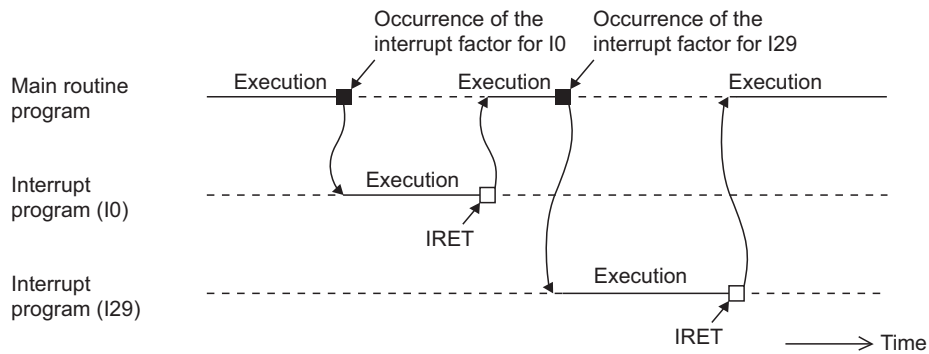 Occurrence of the
interrupt factor for I0
Occurrence of the
interrupt factor for I29
Main routine
program
Execution
Execution
Execution
Interrupt
program (I0)
Execution
IRET
Interrupt
program (I29)
Execution
IRET
Time